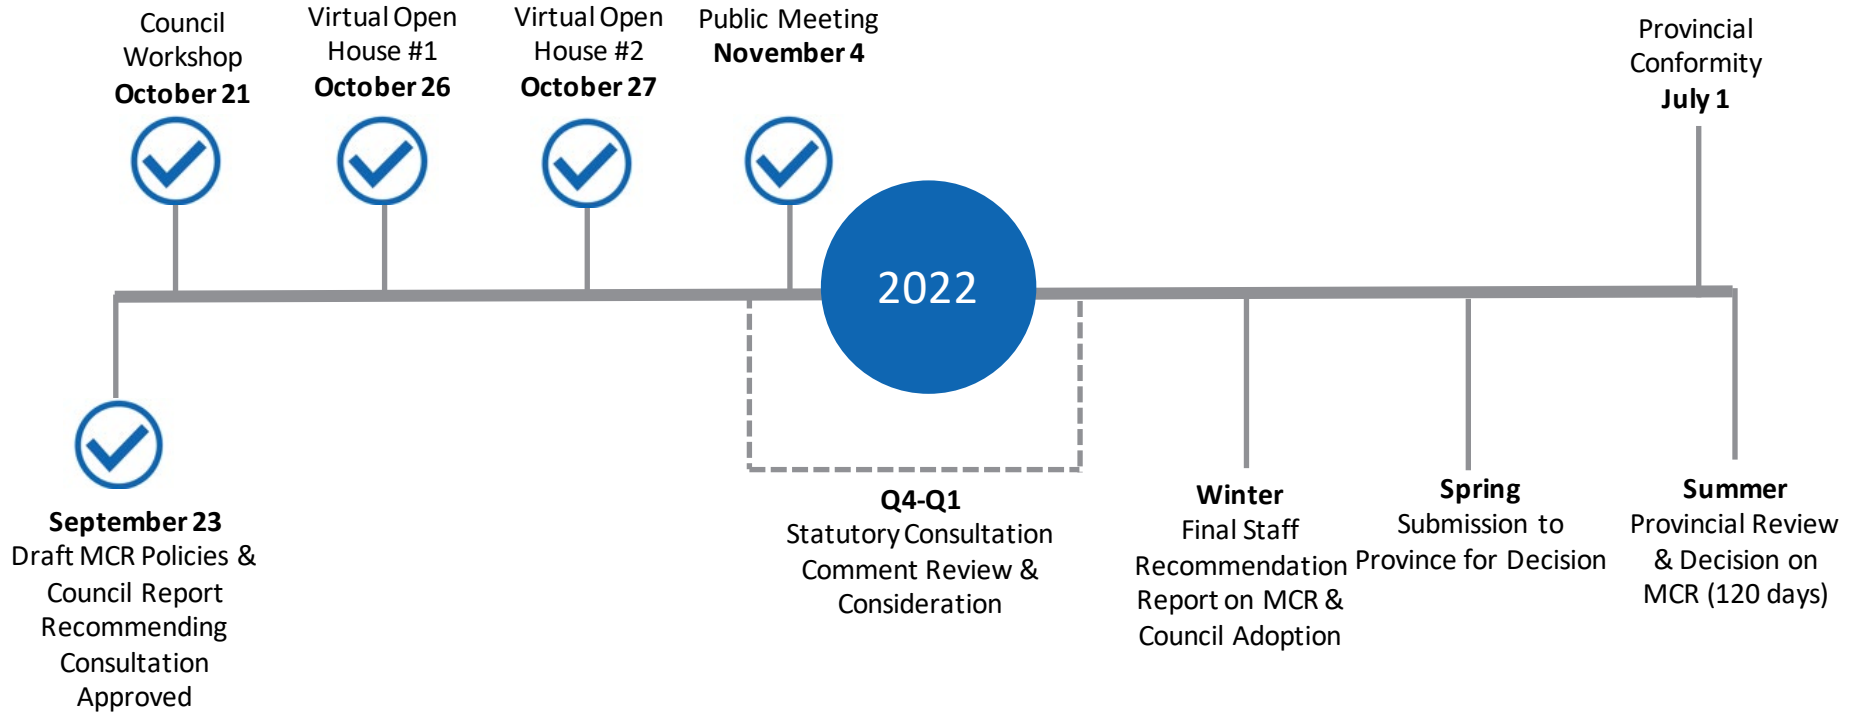 Council
Workshop
October 21
Virtual Open
House #1
October 26
Virtual Open
House #2
October 27
Public Meeting
November 4
Provincial
Conformity
July 1
2022
September 23
Draft MCR Policies &
Council Report
Recommending
Consultation
Approved
Q4-Q1
Statutory Consultation
Comment Review &
Consideration
Winter
Final Staff
Recommendation
Report on MCR &
Council Adoption
Spring
Submission to
Province for Decision
Summer
Provincial Review
& Decision on
MCR (120 days)